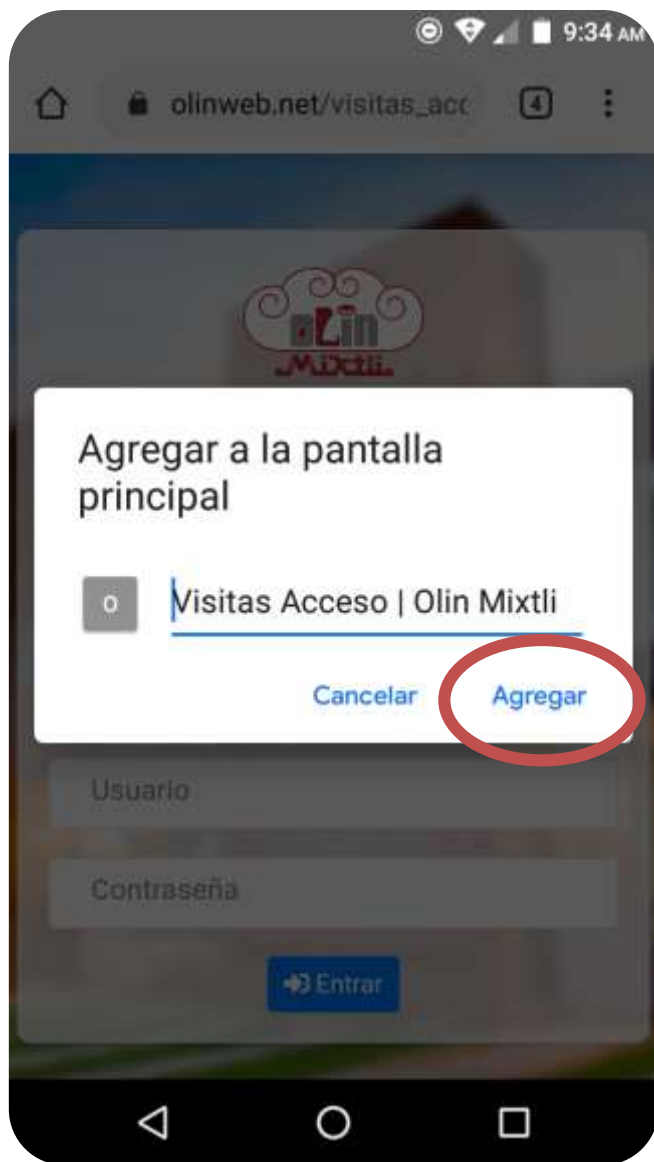 9:34 AM
olinweb.net/visitas_acc
4
oLin
Mixtli
Agregar a la pantalla
principal
O
Visitas Acceso | Olin Mixtli
Cancelar
Agregar
Usuario
Contraseña
Entrar